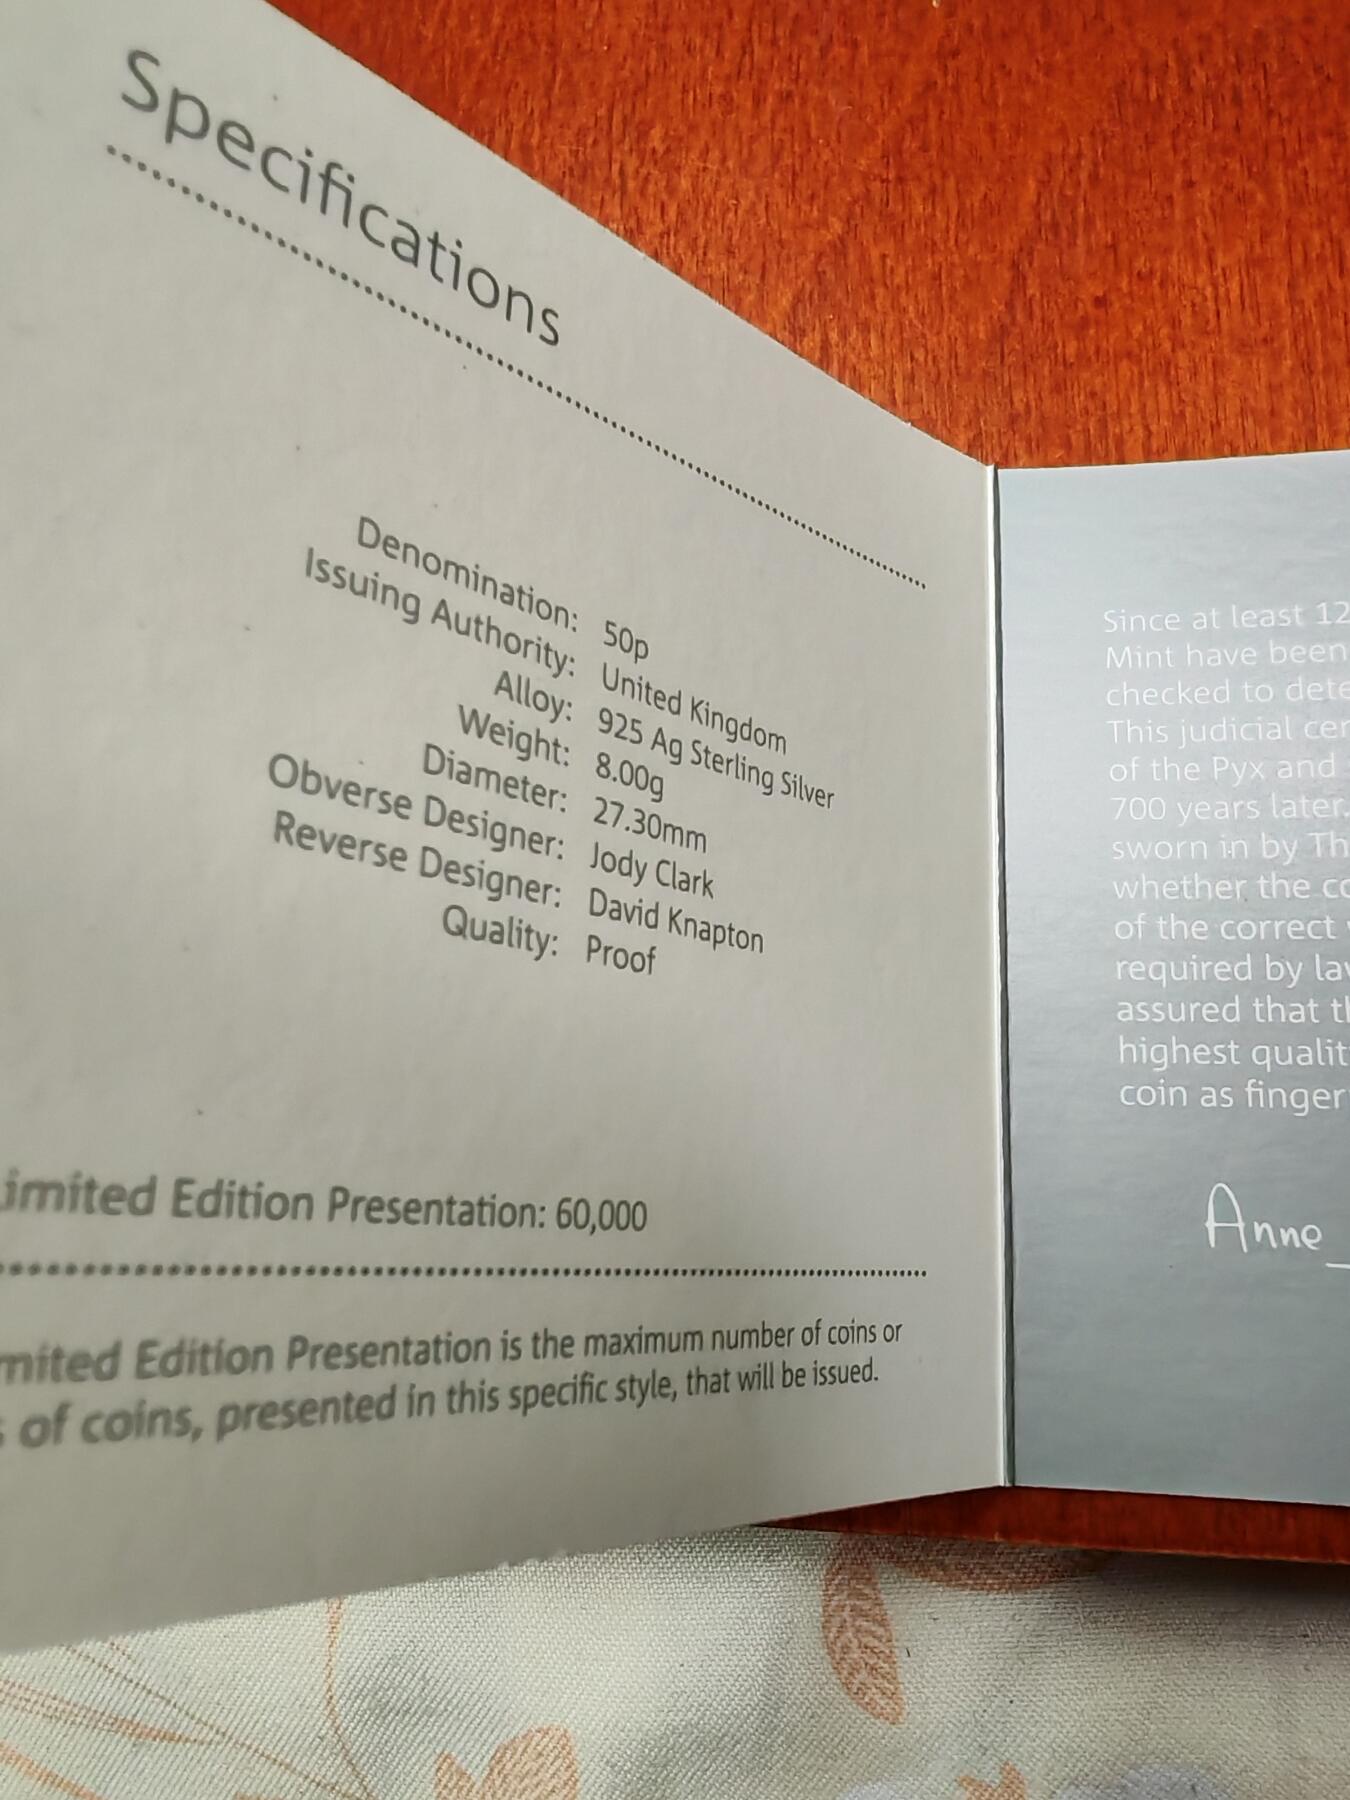 Specifications
Denomination: 50p
Issuing Authority: United Kingdom
Alloy: 925 Ag Sterling Silver
Weight: 8.00g
Diameter: 27.30mm
Obverse Designer: Jody Clark
Reverse Designer: David Knapton
Quality: Proof
imited Edition Presentation: 60,000
mited Edition Presentation is the maximum number of coins or
s of coins, presented in this specific style, that will be issued.
Since at least 12
Mint have been
checked to dete
This judicial cer
of the Pyx and
700 years later.
sworn in by Th
whether the co
of the correct
required by la
assured that t
highest qualit
coin as finger
Anne